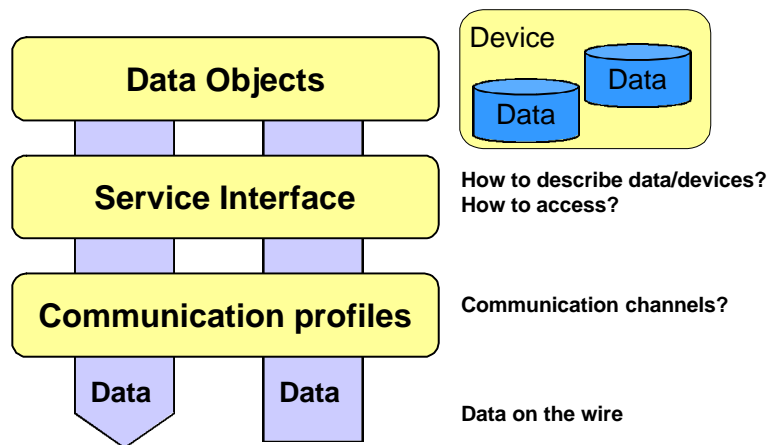 Device
Data Objects
Data
Data
Service Interface
How to describe data/devices?
How to access?
Communication profiles
Communication channels?
Data
Data
Data on the wire